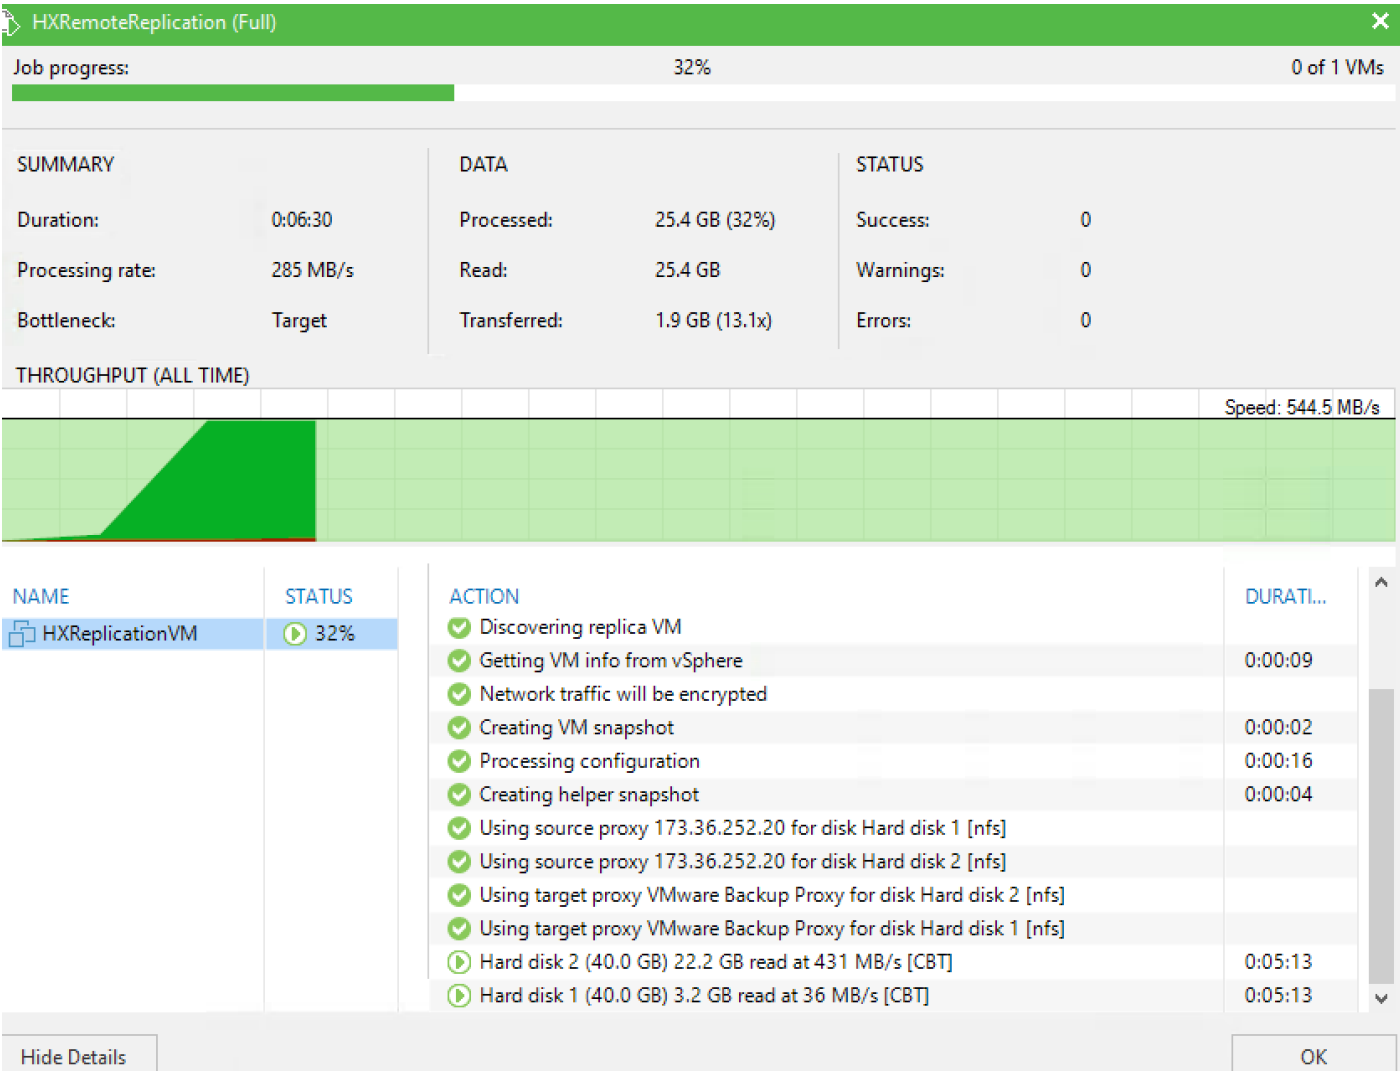 HXRemoteReplication (Full)
Job progress: 32% 0 of 1 VMs
SUMMARY DATA STATUS
Duration: 0:06:30 Processed: 25.4 GB (32%) Success: 0
Processing rate: 285 MB/s Read: 25.4 GB Warnings: 0
Bottleneck: Target Transferred: 1.9 GB (13.1x) Errors: 0
THROUGHPUT (ALL TIME)
Speed: 544.5 MB/s
NAME STATUS ACTION DURATI...
HXReplicationVM 32%
Discovering replica VM
Getting VM info from vSphere 0:00:09
Network traffic will be encrypted
Creating VM snapshot 0:00:02
Processing configuration 0:00:16
Creating helper snapshot 0:00:04
Using source proxy 173.36.252.20 for disk Hard disk 1 [nfs]
Using source proxy 173.36.252.20 for disk Hard disk 2 [nfs]
Using target proxy VMware Backup Proxy for disk Hard disk 2 [nfs]
Using target proxy VMware Backup Proxy for disk Hard disk 1 [nfs]
Hard disk 2 (40.0 GB) 22.2 GB read at 431 MB/s [CBT] 0:05:13
Hard disk 1 (40.0 GB) 3.2 GB read at 36 MB/s [CBT] 0:05:13
Hide Details OK